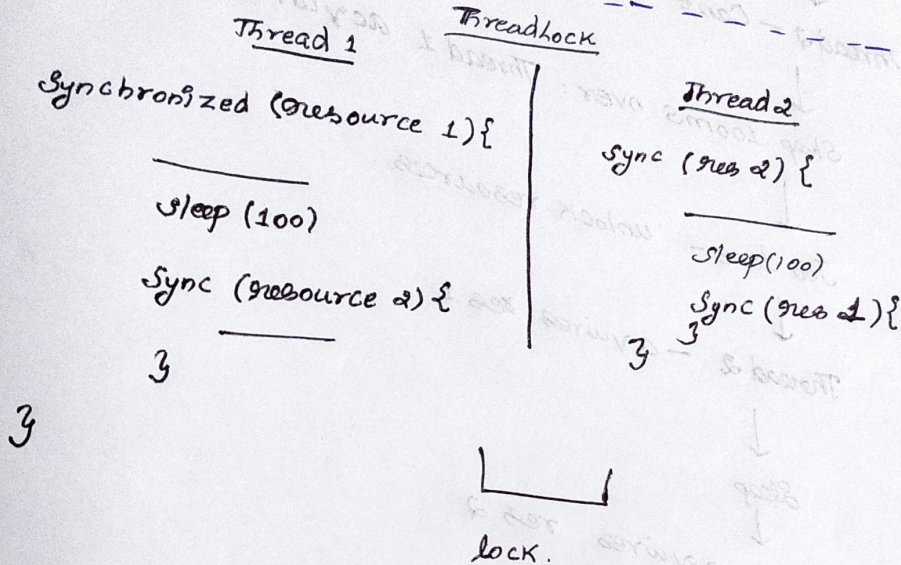 Thread 1
ThreadLock
Synchronized (resource 1){
sleep (100)
Sync (resource 2) {
}
}
Thread 2
Sync (res 2) {
sleep(100)
Sync (res 1){
}
}
lock.